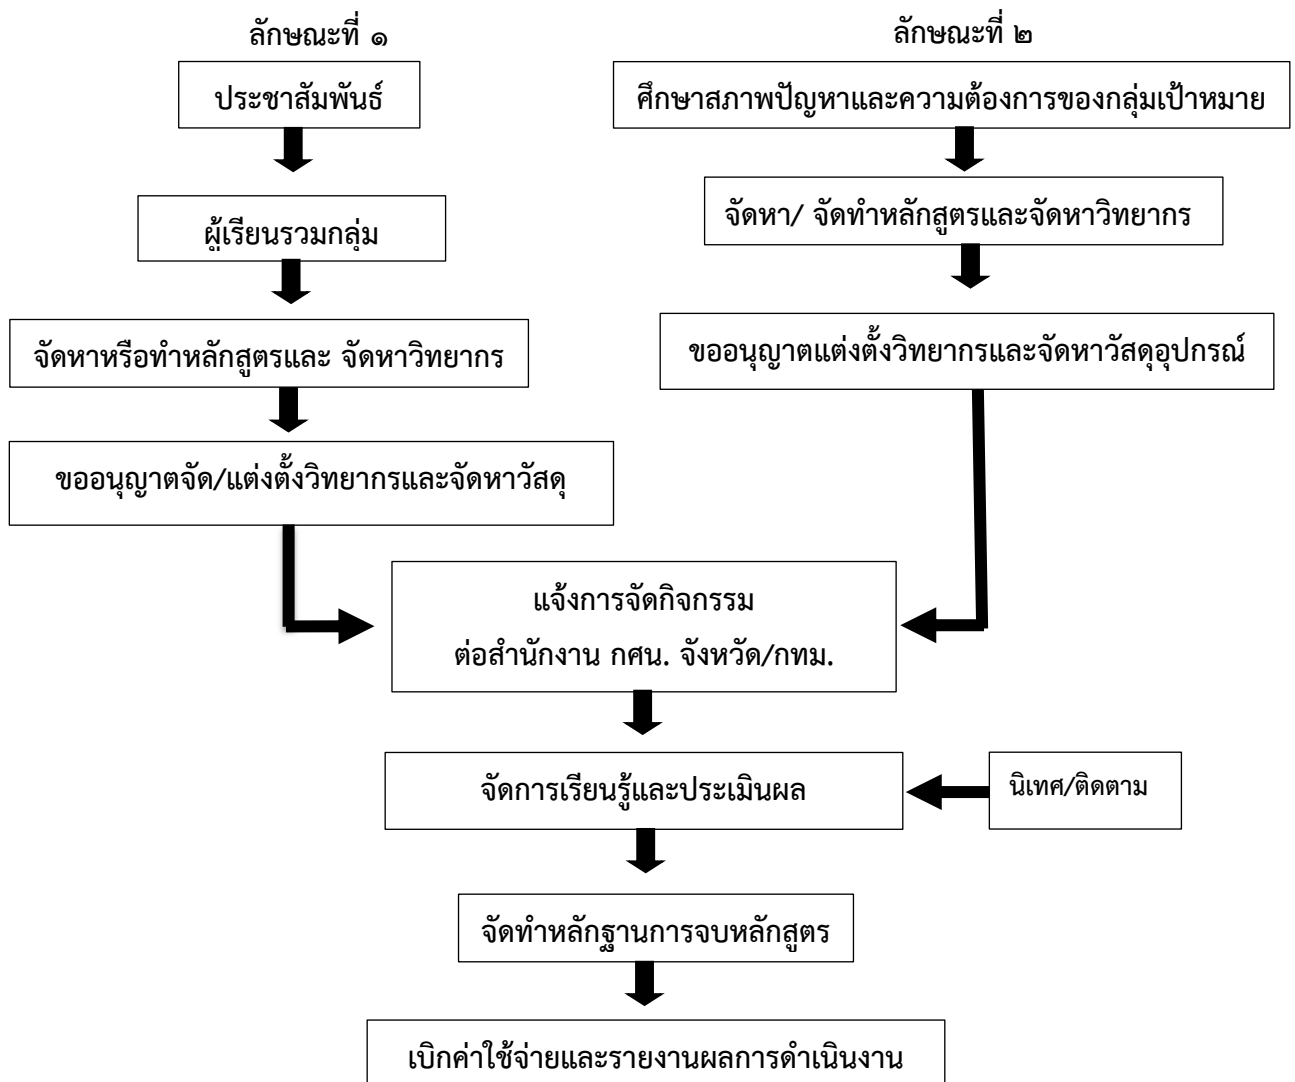 ลักษณะที่ ๑
ประชาสัมพันธ์
ผู้เรียนรวมกลุ่ม
จัดหาหรือทำหลักสูตรและ จัดหาวิทยากร
ขออนุญาตจัด/แต่งตั้งวิทยากรและจัดหาวัสดุ
ลักษณะที่ ๒
ศึกษาสภาพปัญหาและความต้องการของกลุ่มเป้าหมาย
จัดหา/ จัดทำหลักสูตรและจัดหาวิทยากร
ขออนุญาตแต่งตั้งวิทยากรและจัดหาวัสดุอุปกรณ์
แจ้งการจัดกิจกรรม
ต่อสำนักงาน กศน. จังหวัด/กทม.
จัดการเรียนรู้และประเมินผล
นิเทศ/ติดตาม
จัดทำหลักฐานการจบหลักสูตร
เบิกค่าใช้จ่ายและรายงานผลการดำเนินงาน